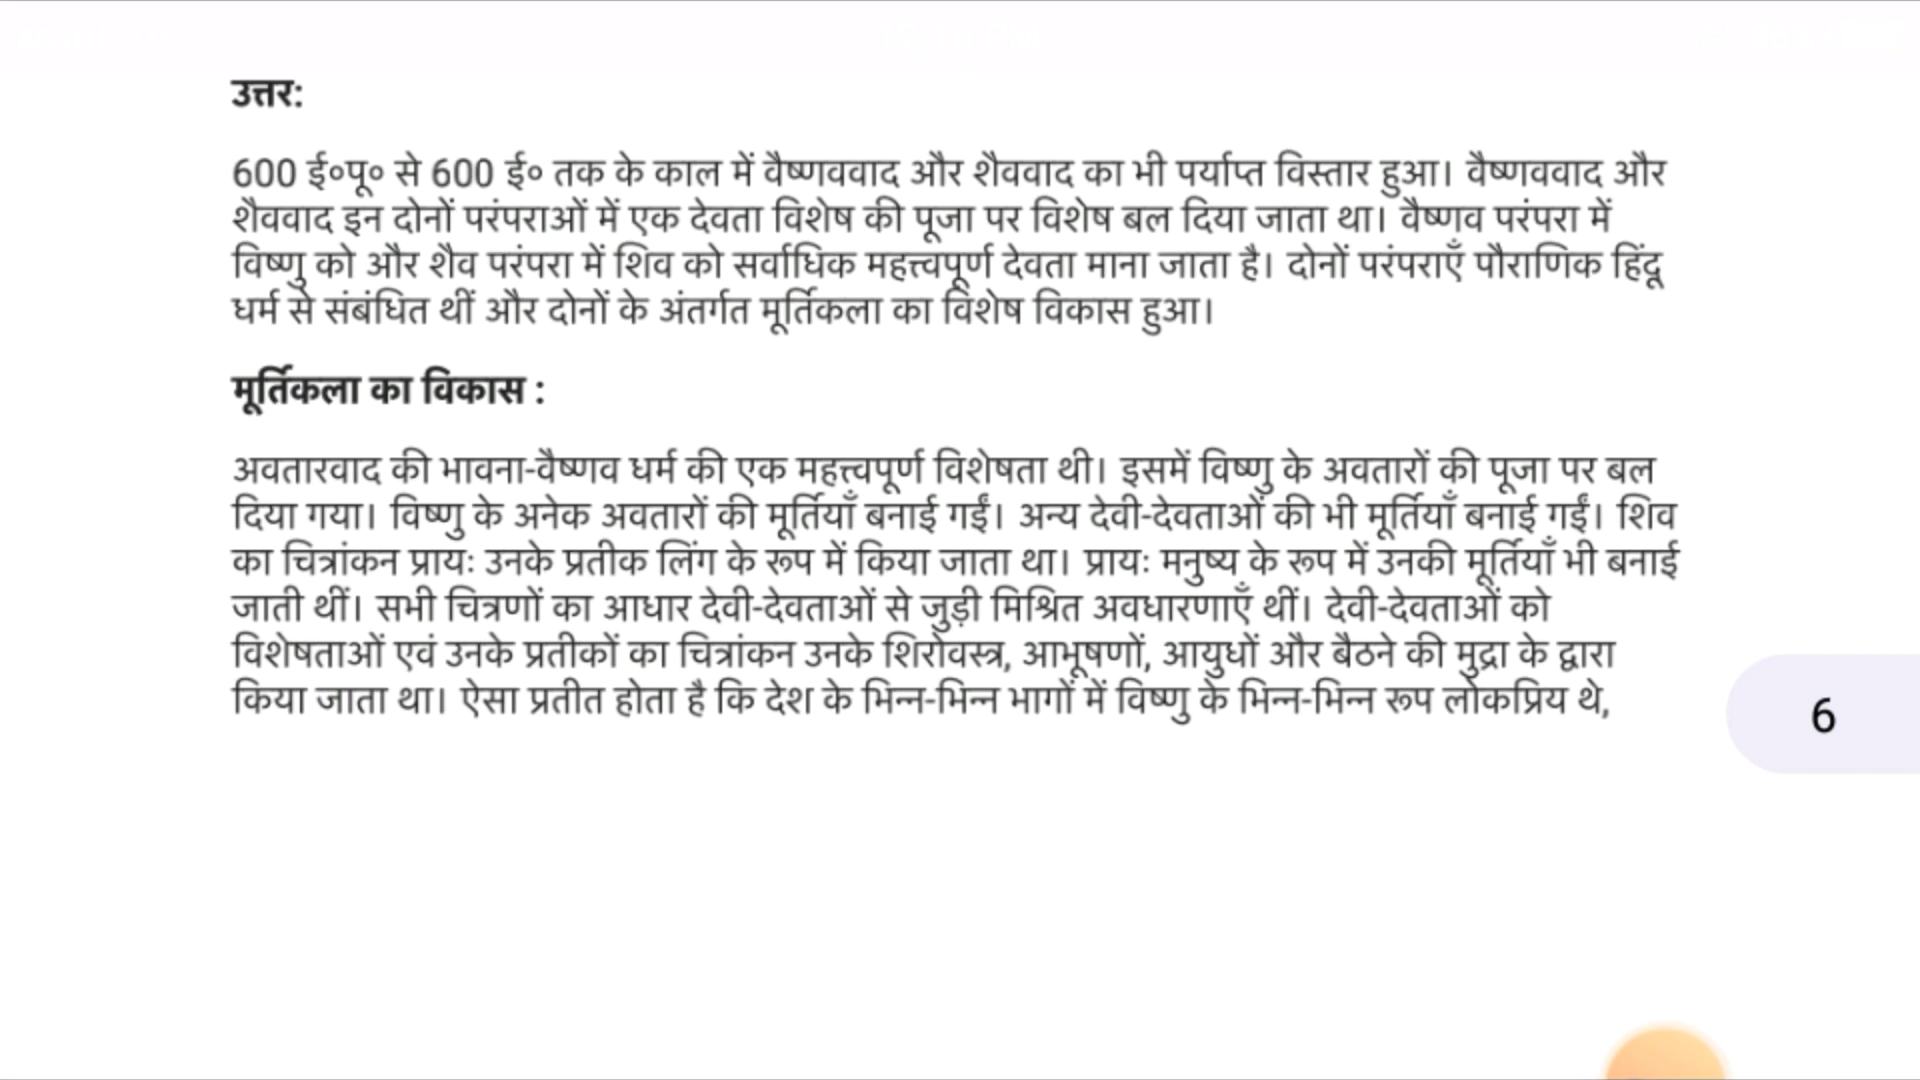 उत्तर:
600 ई०पू० से 600 ई० तक के काल में वैष्णववाद और शैववाद का भी पर्याप्त विस्तार हुआ। वैष्णववाद और
शैववाद इन दोनों परंपराओं में एक देवता विशेष की पूजा पर विशेष बल दिया जाता था। वैष्णव परंपरा में
विष्णु को और शैव परंपरा में शिव को सर्वाधिक महत्त्वपूर्ण देवता माना जाता है। दोनों परंपराएँ पौराणिक हिंदू
धर्म से संबंधित थीं और दोनों के अंतर्गत मूर्तिकला का विशेष विकास हुआ।
मूर्तिकला का विकास :
अवतारवाद की भावना-वैष्णव धर्म की एक महत्त्वपूर्ण विशेषता थी। इसमें विष्णु के अवतारों की पूजा पर बल
दिया गया। विष्णु के अनेक अवतारों की मूर्तियाँ बनाई गईं। अन्य देवी-देवताओं की भी मूर्तियाँ बनाई गईं। शिव
का चित्रांकन प्रायः उनके प्रतीक लिंग के रूप में किया जाता था। प्रायः मनुष्य के रूप में उनकी मूर्तियाँ भी बनाई
जाती थीं। सभी चित्रणों का आधार देवी-देवताओं से जुड़ी मिश्रित अवधारणाएँ थीं। देवी-देवताओं को
विशेषताओं एवं उनके प्रतीकों का चित्रांकन उनके शिरोवस्त्र, आभूषणों, आयुधों और बैठने की मुद्रा के द्वारा
किया जाता था। ऐसा प्रतीत होता है कि देश के भिन्न-भिन्न भागों में विष्णु के भिन्न-भिन्न रूप लोकप्रिय थे,
6